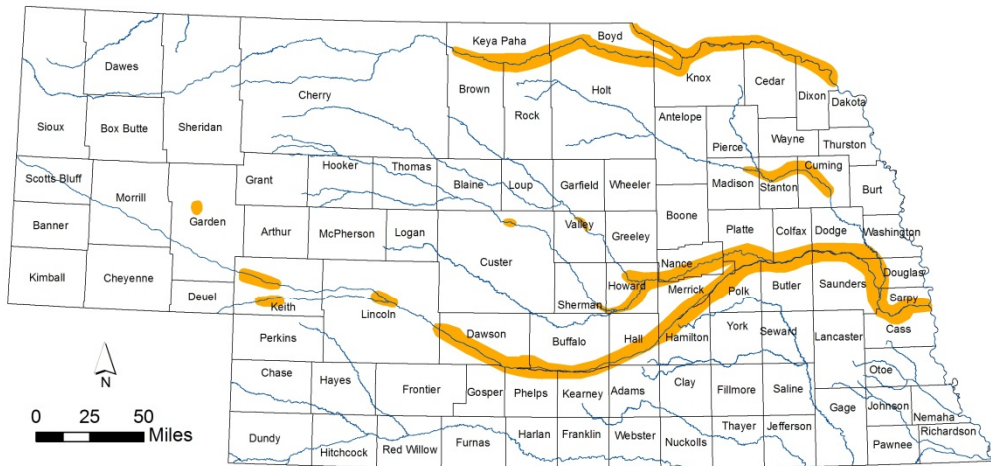 Keya Paha
Boyd
Dawes
Cherry
Brown
Rock
Holt
Knox
Cedar
Dixon
Dakota
Sioux
Box Butte
Sheridan
Antelope
Pierce
Wayne
Thurston
Scotts Bluff
Morrill
Garden
Grant
Hooker
Thomas
Blaine
Loup
Garfield
Wheeler
Madison
Stanton
Cuming
Burt
Banner
Arthur
McPherson
Logan
Custer
Valley
Greeley
Boone
Platte
Colfax
Dodge
Washington
Kimball
Cheyenne
Deuel
Keith
Lincoln
Sherman
Howard
Nance
Merrick
Polk
Butler
Saunders
Douglas
Sarpy
Cass
Perkins
Dawson
Buffalo
Hall
Hamilton
York
Seward
Lancaster
Otoe
Chase
Hayes
Frontier
Gosper
Phelps
Kearney
Adams
Clay
Fillmore
Saline
Gage
Johnson
Nemaha
Dundy
Hitchcock
Red Willow
Furnas
Harlan
Franklin
Webster
Nuckolls
Thayer
Jefferson
Pawnee
Richardson
N
0 25 50
Miles